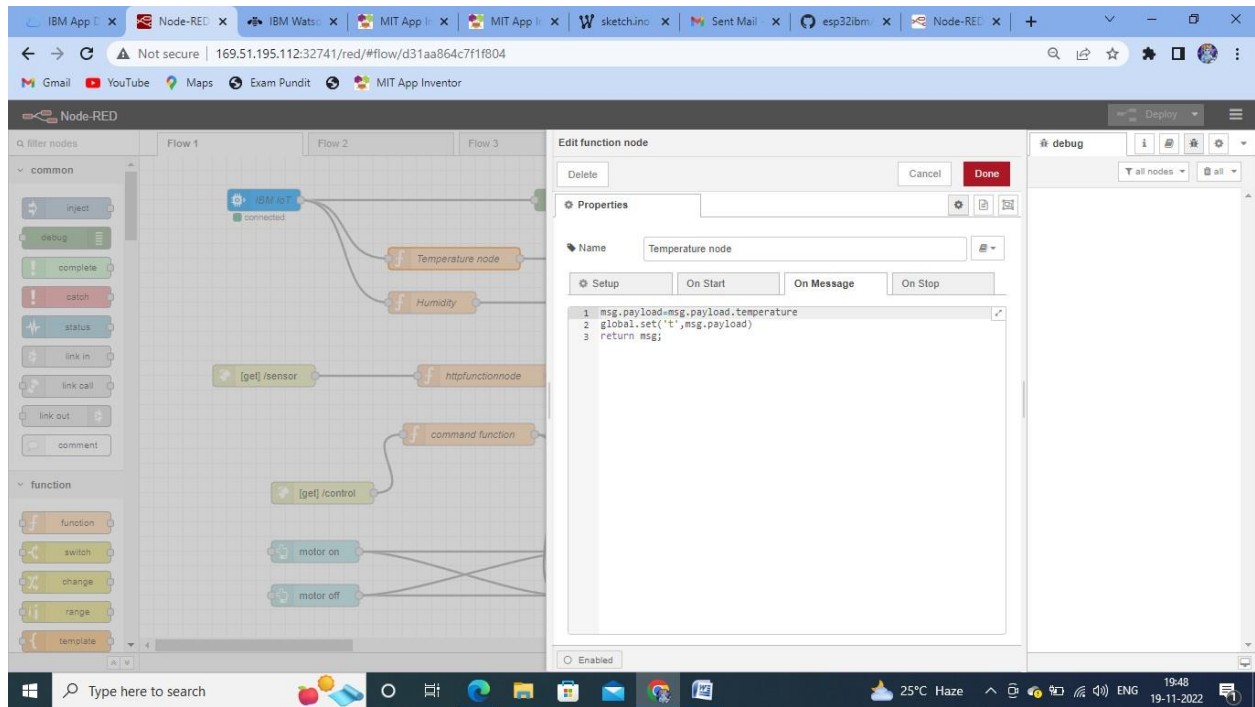 IBM App D
Node-RED
IBM Watso
MIT App In
MIT App In
sketch.ino
Sent Mail -
esp32ibm/
Node-RED
Not secure | 169.51.195.112:32741/red/#flow/d31aa864c7f1f804
Gmail YouTube Maps Exam Pundit MIT App Inventor
Node-RED
Deploy
filter nodes
common
inject
debug
complete
catch
status
link in
link call
link out
comment
function
function
switch
change
range
template
Flow 1 Flow 2 Flow 3
IBM IoT
connected
Temperature node
Humidity
[get] /sensor
httpfunctionnode
command function
[get] /control
motor on
motor off
Edit function node
Delete Cancel Done
Properties
Name Temperature node
Setup On Start On Message On Stop
1 msg.payload=msg.payload.temperature
2 global.set('t',msg.payload)
3 return msg;
Enabled
debug
all nodes all
Type here to search
25°C Haze
ENG
19:48
19-11-2022